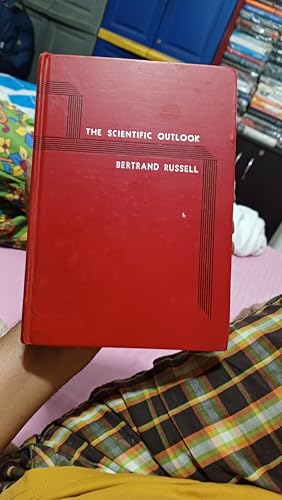 THE SCIENTIFIC OUTLOOK
BERTRAND RUSSELL